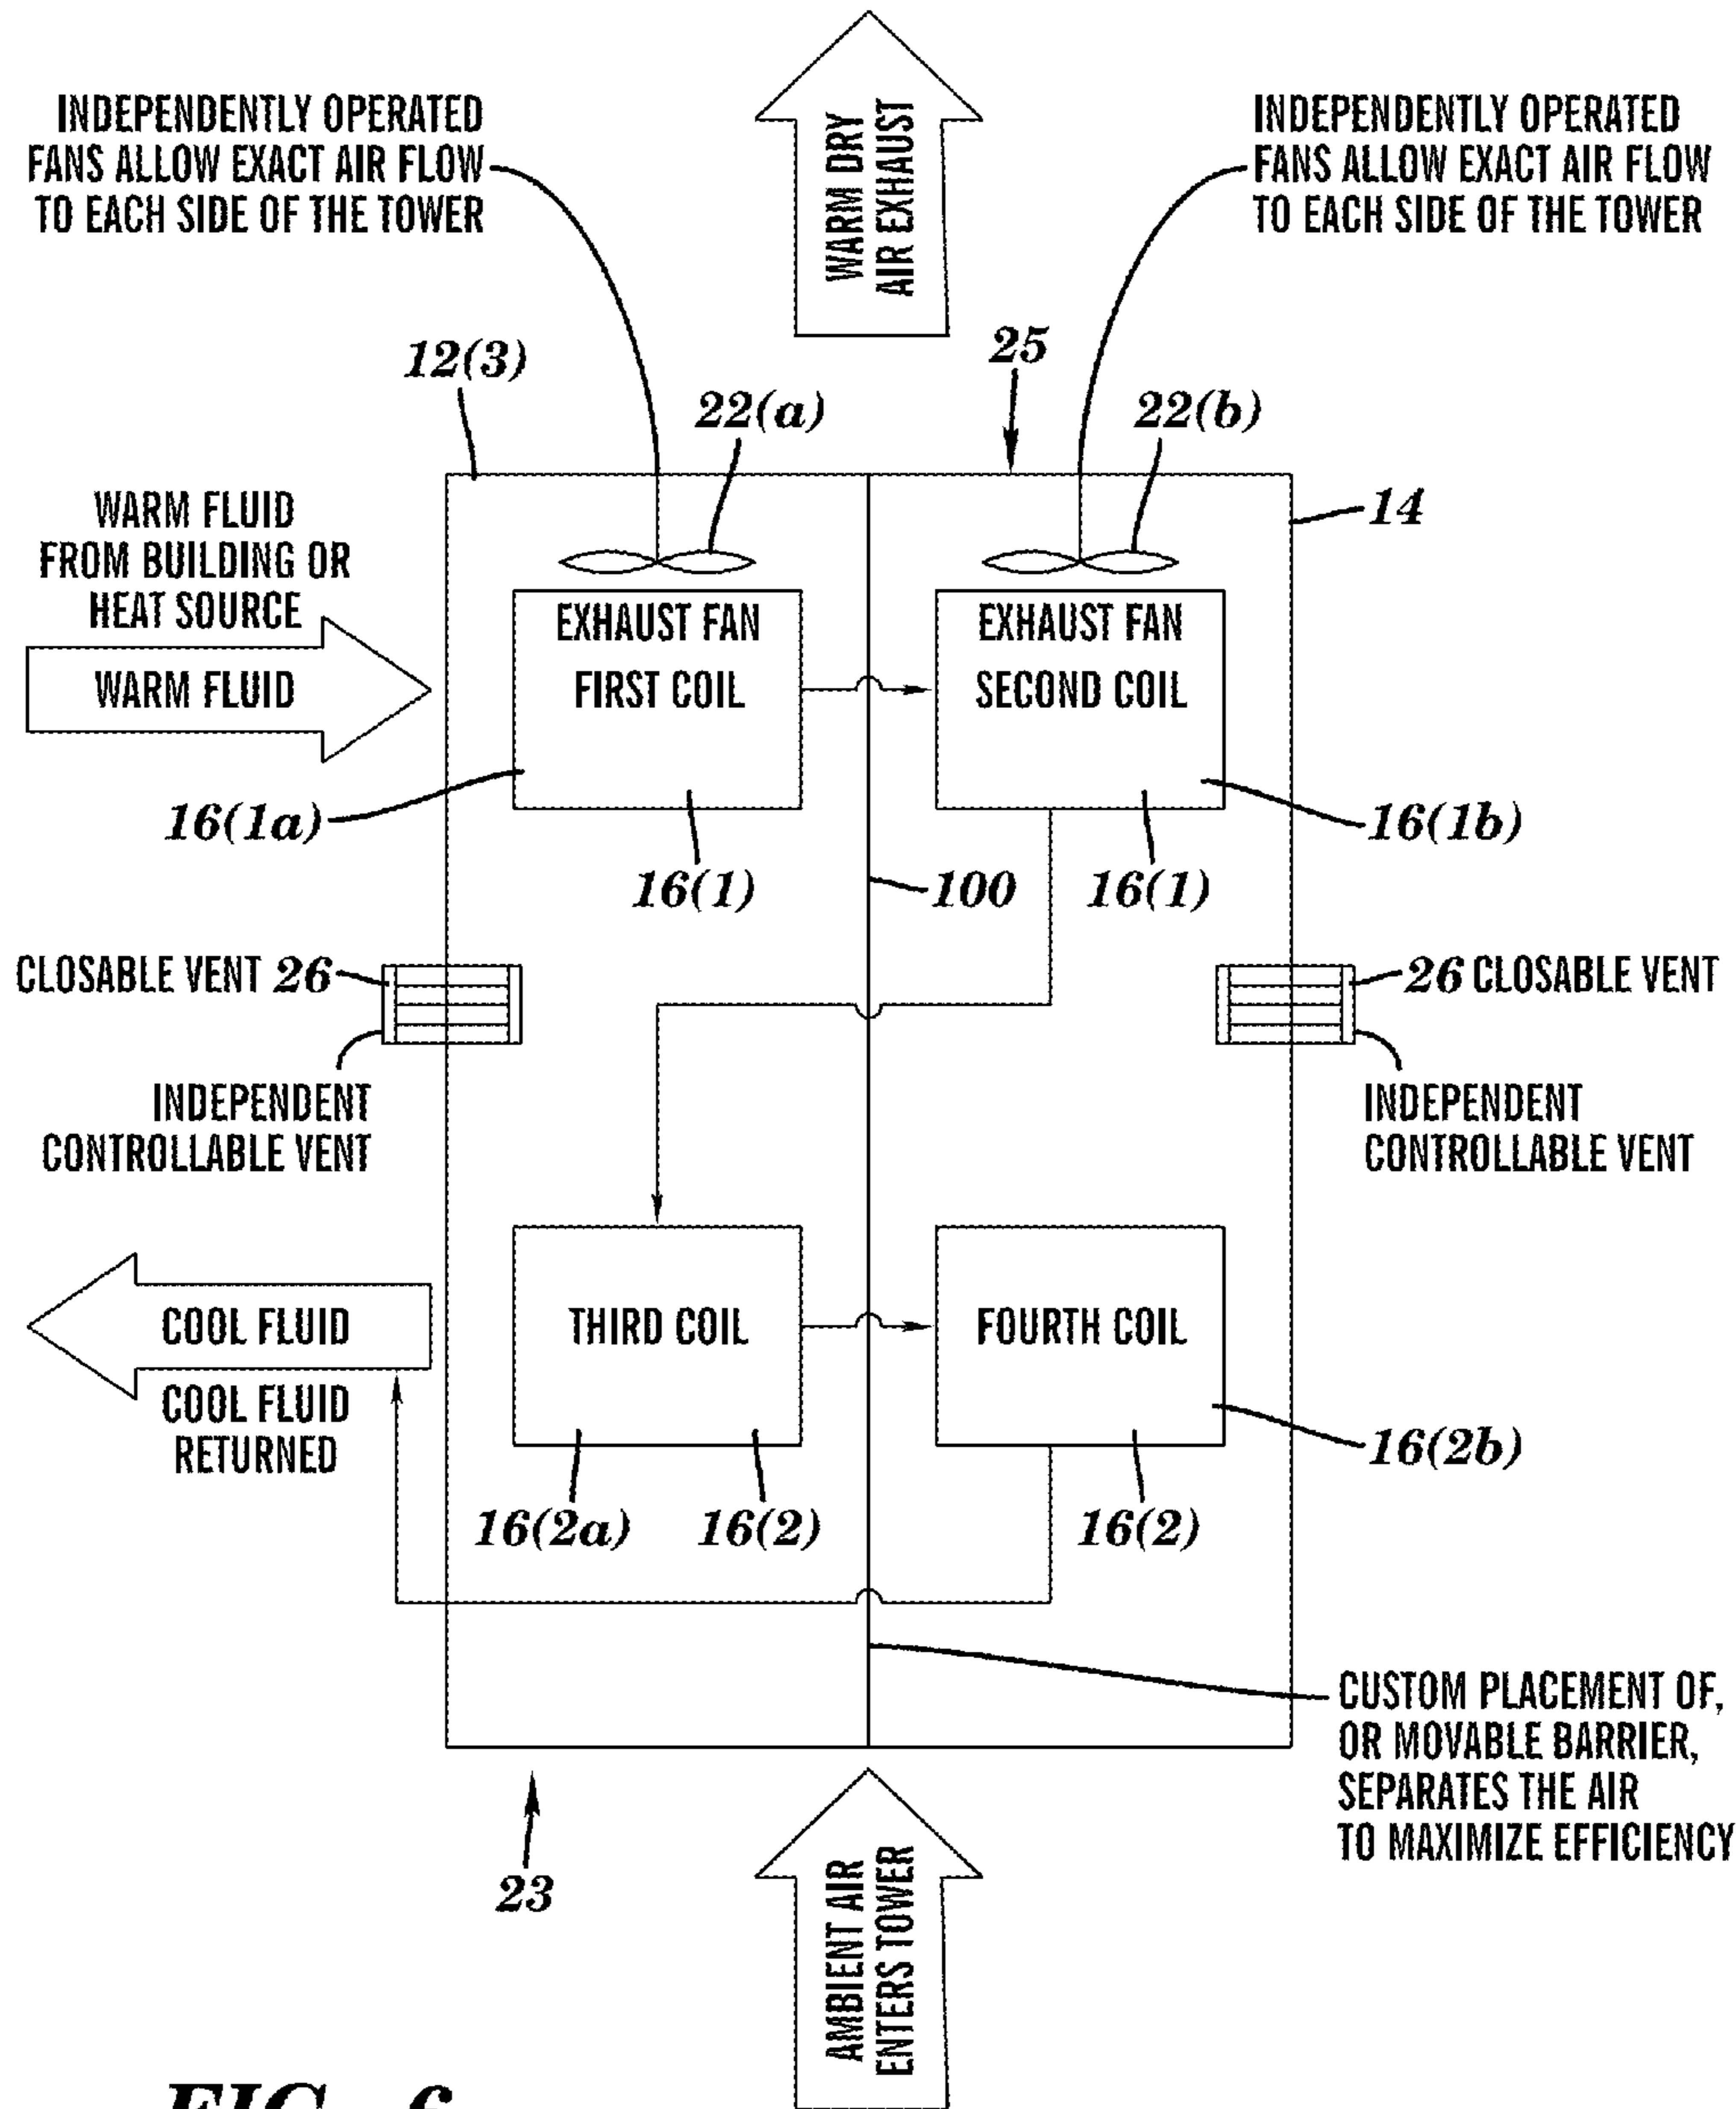 WARM DRY
AIR EXHAUST
INDEPENDENTLY OPERATED
FANS ALLOW EXACT AIR FLOW
TO EACH SIDE OF THE TOWER
INDEPENDENTLY OPERATED
FANS ALLOW EXACT AIR FLOW
TO EACH SIDE OF THE TOWER
12(3)
22(a)
25
22(b)
14
WARM FLUID
FROM BUILDING OR
HEAT SOURCE
WARM FLUID
EXHAUST FAN
FIRST COIL
EXHAUST FAN
SECOND COIL
16(1a)
16(1)
100
16(1)
16(1b)
CLOSABLE VENT 26
26 CLOSABLE VENT
INDEPENDENT
CONTROLLABLE VENT
INDEPENDENT
CONTROLLABLE VENT
COOL FLUID
COOL FLUID
RETURNED
THIRD COIL
FOURTH COIL
16(2a)
16(2)
16(2)
16(2b)
CUSTOM PLACEMENT OF,
OR MOVABLE BARRIER,
SEPARATES THE AIR
TO MAXIMIZE EFFICIENCY
23
AMBIENT AIR
ENTERS TOWER
FIG. 6